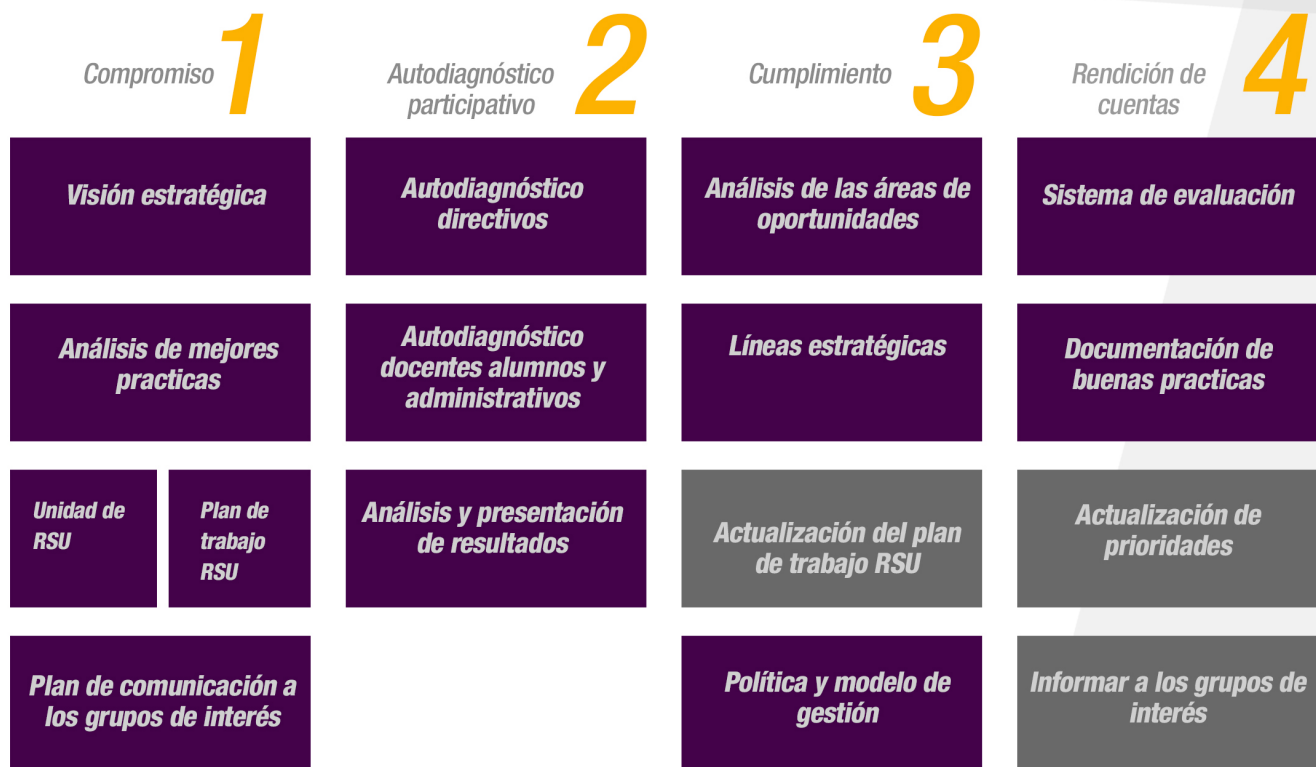 Compromiso 1
Visión estratégica
Análisis de mejores
practicas
Unidad de
RSU
Plan de
trabajo
RSU
Plan de comunicación a
los grupos de interés
Autodiagnóstico
participativo 2
Autodiagnóstico
directivos
Autodiagnóstico
docentes alumnos y
administrativos
Análisis y presentación
de resultados
Cumplimiento 3
Análisis de las áreas de
oportunidades
Líneas estratégicas
Actualización del plan
de trabajo RSU
Política y modelo de
gestión
Rendición de
cuentas 4
Sistema de evaluación
Documentación de
buenas practicas
Actualización de
prioridades
Informar a los grupos de
interés